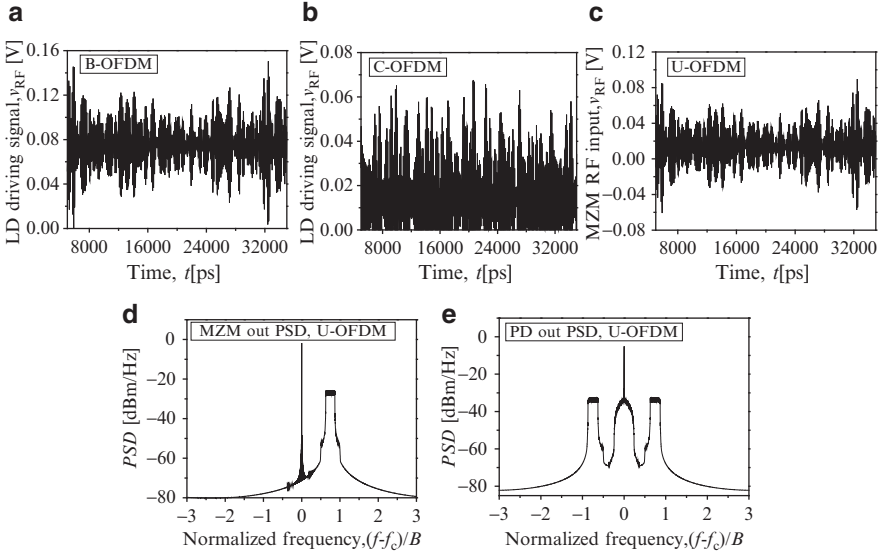 a
0.16
0.12
0.08
0.04
0.00
LD driving signal,vRF [V]
B-OFDM
8000 16000 24000 32000
Time, t[ps]
b
0.08
0.06
0.04
0.02
0.00
LD driving signal,vRF [V]
C-OFDM
8000 16000 24000 32000
Time, t[ps]
c
0.12
0.08
0.04
0.00
−0.04
−0.08
MZM RF input,vRF [V]
U-OFDM
8000 16000 24000 32000
Time, t[ps]
d
0
−20
−40
−60
−80
PSD [dBm/Hz]
MZM out PSD, U-OFDM
−3 −2 −1 0 1 2 3
Normalized frequency,(f-fc)/B
e
0
−20
−40
−60
−80
PSD [dBm/Hz]
PD out PSD, U-OFDM
−3 −2 −1 0 1 2 3
Normalized frequency,(f-fc)/B